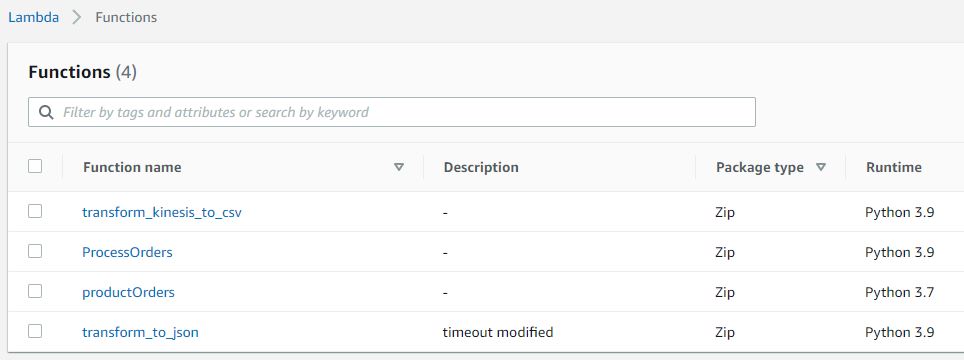 Lambda > Functions
Functions (4)
Filter by tags and attributes or search by keyword
Function name Description Package type Runtime
transform_kinesis_to_csv - Zip Python 3.9
ProcessOrders - Zip Python 3.9
productOrders - Zip Python 3.7
transform_to_json timeout modified Zip Python 3.9